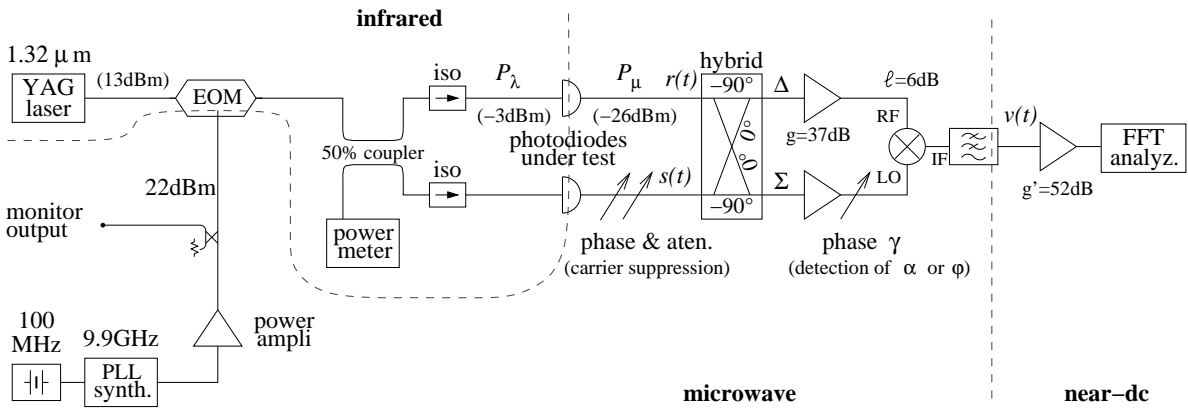 infrared
1.32 μ m
YAG
laser
(13dBm)
EOM
iso
P_λ
(−3dBm)
P_μ
(−26dBm)
r(t)
hybrid
−90°
Δ
ℓ=6dB
g=37dB
RF
v(t)
FFT
analyz.
50% coupler
photodiodes
under test
0°
0°
IF
LO
g’=52dB
22dBm
iso
s(t)
−90°
Σ
monitor
output
power
meter
phase & aten.
(carrier suppression)
phase γ
(detection of α or φ)
100
MHz
9.9GHz
PLL
synth.
power
ampli
microwave
near−dc